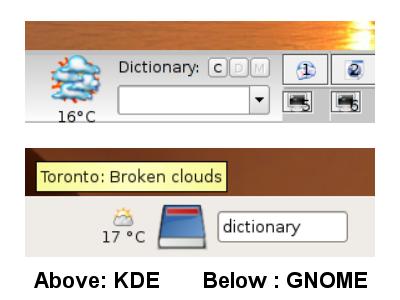 Dictionary: C D M
1 2
16°C
5 6
Toronto: Broken clouds
17 °C
dictionary
Above: KDE Below : GNOME